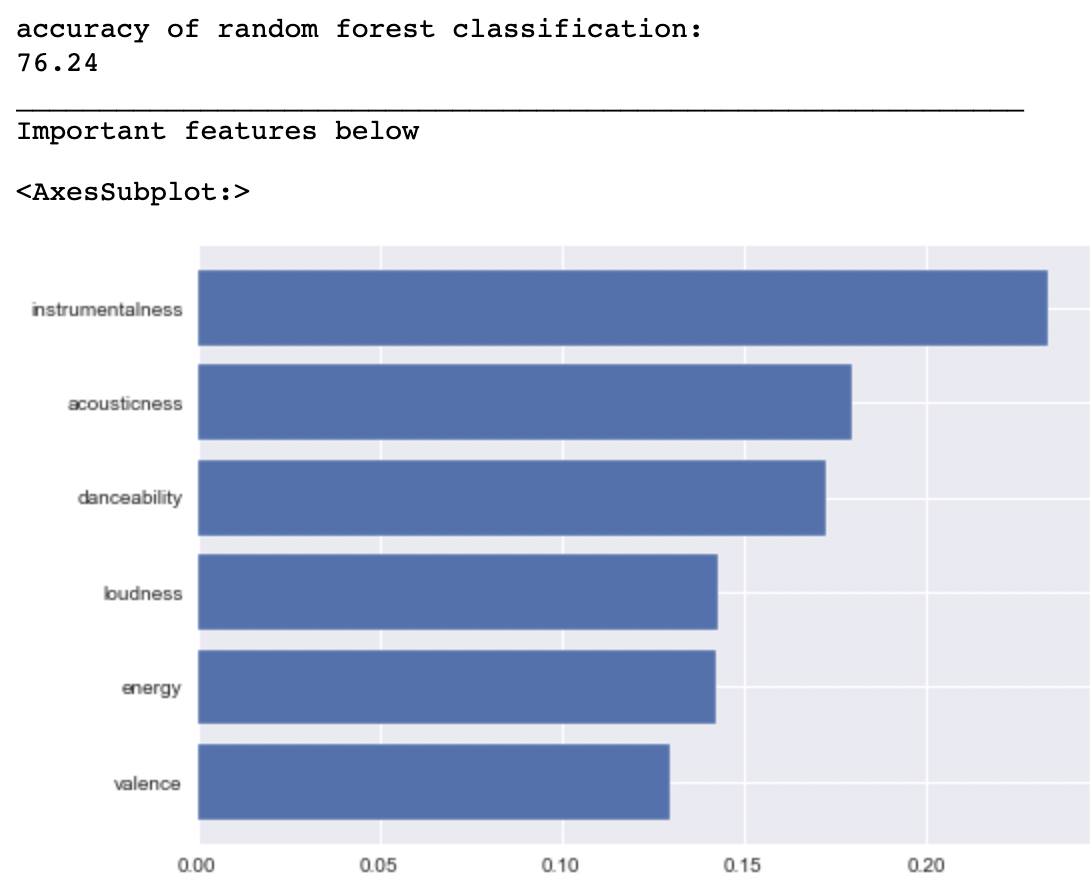 accuracy of random forest classification:
76.24
Important features below
<AxesSubplot:>
instrumentalness
acousticness
danceability
loudness
energy
valence
0.00 0.05 0.10 0.15 0.20